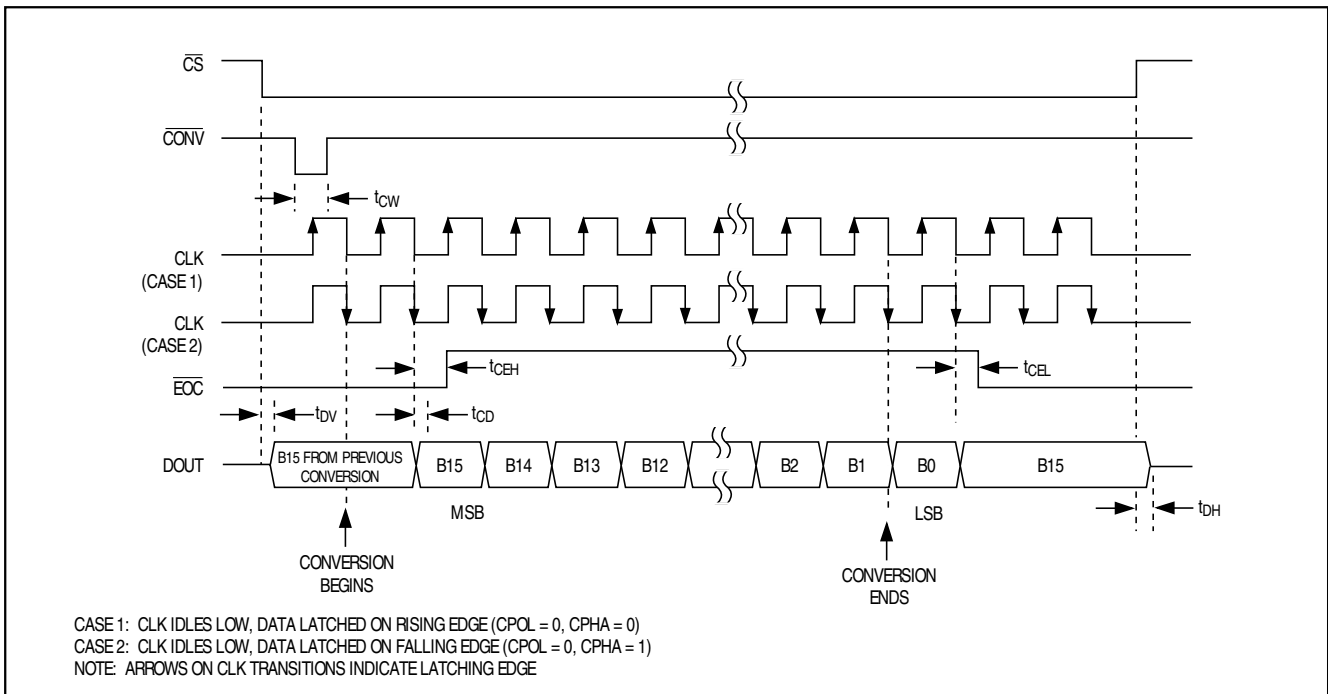 CS
CONV
tCW
CLK
(CASE 1)
CLK
(CASE 2)
tCEH
tCEL
EOC
tDV
tCD
DOUT
B15 FROM PREVIOUS
CONVERSION
B15
B14
B13
B12
B2
B1
B0
B15
MSB
LSB
tDH
CONVERSION
BEGINS
CONVERSION
ENDS
CASE 1: CLK IDLES LOW, DATA LATCHED ON RISING EDGE (CPOL = 0, CPHA = 0)
CASE 2: CLK IDLES LOW, DATA LATCHED ON FALLING EDGE (CPOL = 0, CPHA = 1)
NOTE: ARROWS ON CLK TRANSITIONS INDICATE LATCHING EDGE